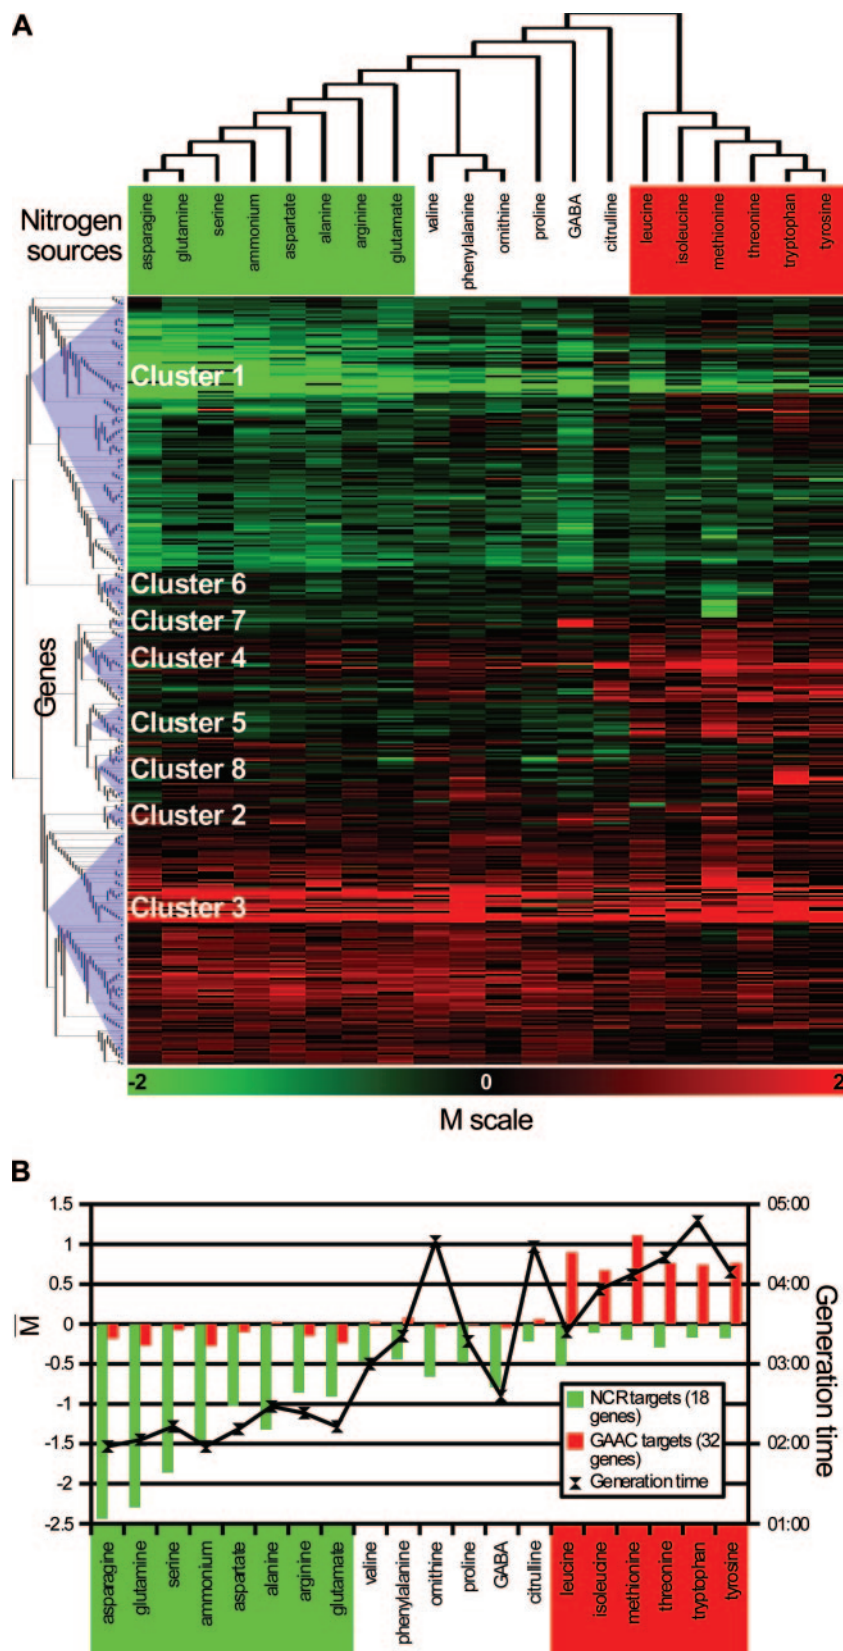 A
Nitrogen
sources
asparagine
glutamine
serine
ammonium
aspartate
alanine
arginine
glutamate
valine
phenylalanine
ornithine
proline
GABA
citrulline
leucine
isoleucine
methionine
threonine
tryptophan
tyrosine
Genes
Cluster 1
Cluster 6
Cluster 7
Cluster 4
Cluster 5
Cluster 8
Cluster 2
Cluster 3
-2 0 2
M scale
B
M
1.5
1
0.5
0
-0.5
-1
-1.5
-2
-2.5
05:00
04:00
03:00
02:00
01:00
Generation time
NCR targets (18
genes)
GAAC targets (32
genes)
Generation time
asparagine
glutamine
serine
ammonium
aspartate
alanine
arginine
glutamate
valine
phenylalanine
ornithine
proline
GABA
citrulline
leucine
isoleucine
methionine
threonine
tryptophan
tyrosine